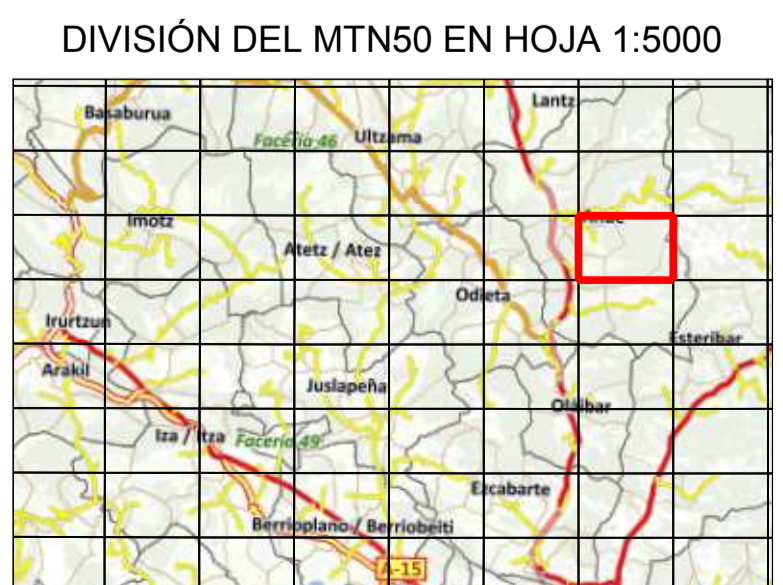 DIVISIÓN DEL MTN50 EN HOJA 1:5000
Lantz
Basaburua
Facería 46
Ultzama
Imotz
Atetz / Atez
Odieta
Irurtzun
Esteribar
Arakil
Juslapeña
Oláibar
Iza / Itza
Facería 49
Ezcabarte
Berrioplano / Berriobeiti
A-15